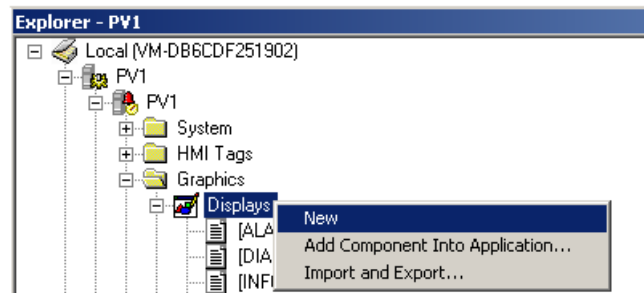 Explorer - PV1
Local (VM-DB6CDF251902)
PV1
PV1
System
HMI Tags
Graphics
Displays
New
[ALA
Add Component Into Application...
[DIA
Import and Export...
[INF